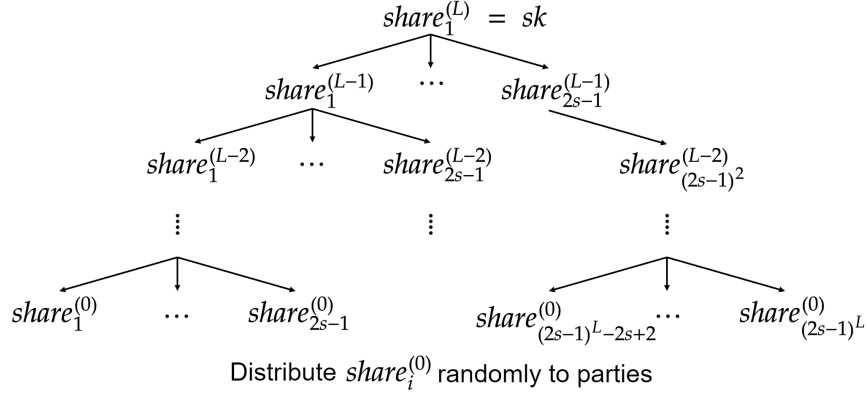 share_1^{(L)} = sk
share_1^{(L−1)} ⋯ share_{2s−1}^{(L−1)}
share_1^{(L−2)} ⋯ share_{2s−1}^{(L−2)} share_{(2s−1)^2}^{(L−2)}
share_1^{(0)} ⋯ share_{2s−1}^{(0)} share_{(2s−1)^L−2s+2}^{(0)} ⋯ share_{(2s−1)^L}^{(0)}
Distribute share_i^{(0)} randomly to parties